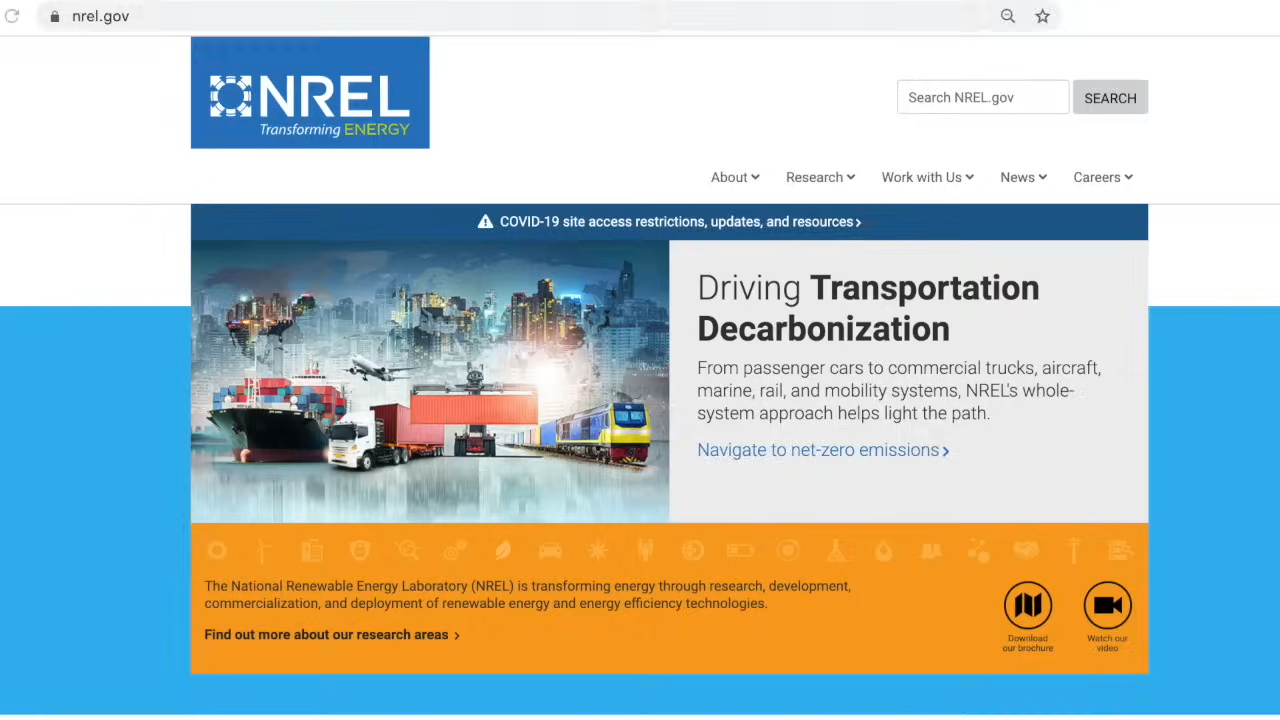 nrel.gov
NREL
Transforming ENERGY
Search NREL.gov
SEARCH
About
Research
Work with Us
News
Careers
COVID-19 site access restrictions, updates, and resources
Driving Transportation
Decarbonization
From passenger cars to commercial trucks, aircraft,
marine, rail, and mobility systems, NREL's whole-
system approach helps light the path.
Navigate to net-zero emissions
The National Renewable Energy Laboratory (NREL) is transforming energy through research, development,
commercialization, and deployment of renewable energy and energy efficiency technologies.
Find out more about our research areas
Download
our brochure
Watch our
video